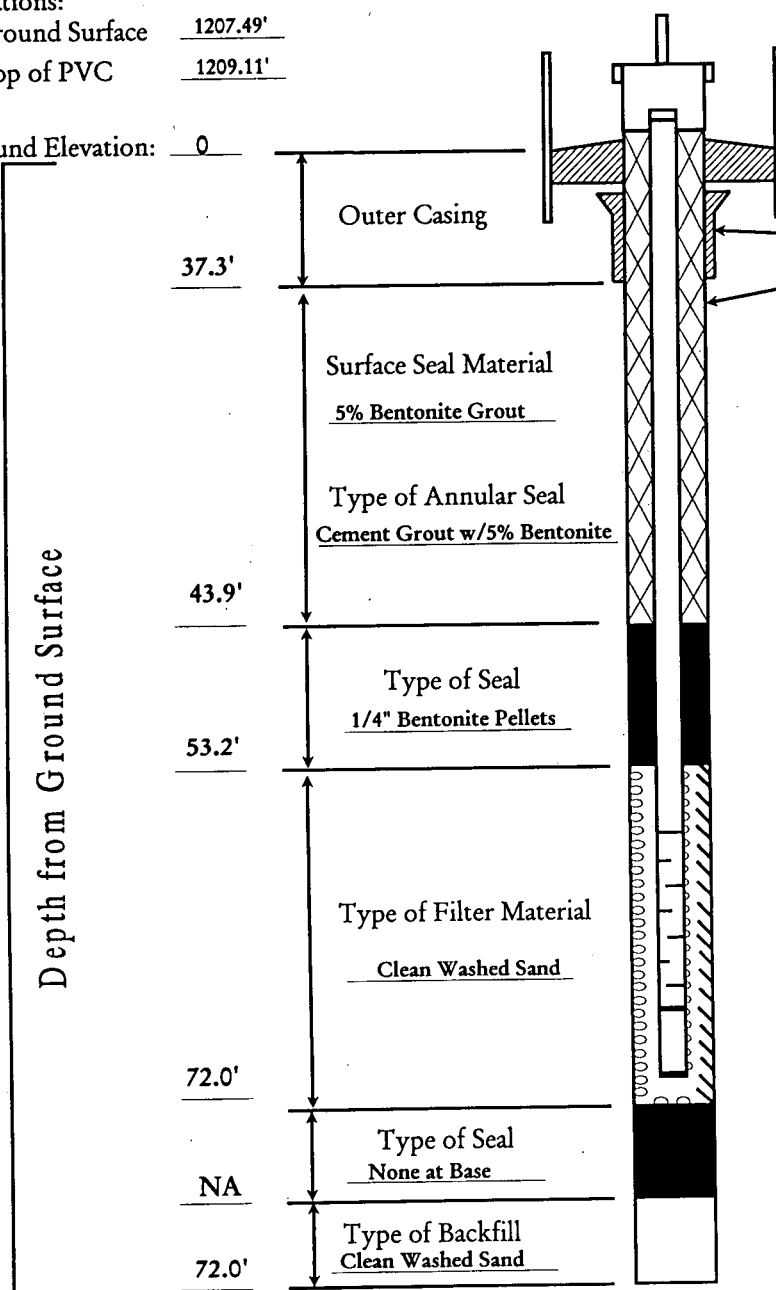 ations:
round Surface 1207.49'
op of PVC 1209.11'
und Elevation: 0
Outer Casing
37.3'
Surface Seal Material
5% Bentonite Grout
Type of Annular Seal
Cement Grout w/5% Bentonite
43.9'
Type of Seal
1/4" Bentonite Pellets
53.2'
Depth from Ground Surface
Type of Filter Material
Clean Washed Sand
72.0'
Type of Seal
None at Base
NA
Type of Backfill
Clean Washed Sand
72.0'